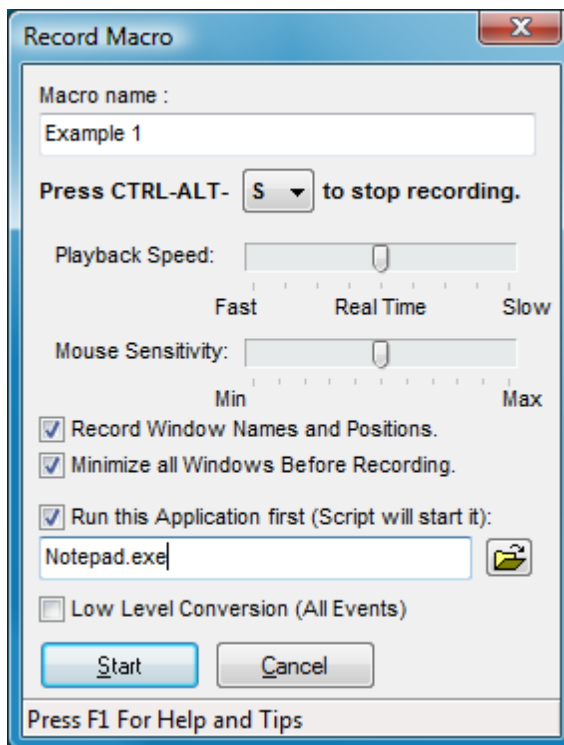 Record Macro
Macro name :
Example 1
Press CTRL-ALT- S to stop recording.
Playback Speed:
Fast Real Time Slow
Mouse Sensitivity:
Min Max
Record Window Names and Positions.
Minimize all Windows Before Recording.
Run this Application first (Script will start it):
Notepad.exe
Low Level Conversion (All Events)
Start Cancel
Press F1 For Help and Tips